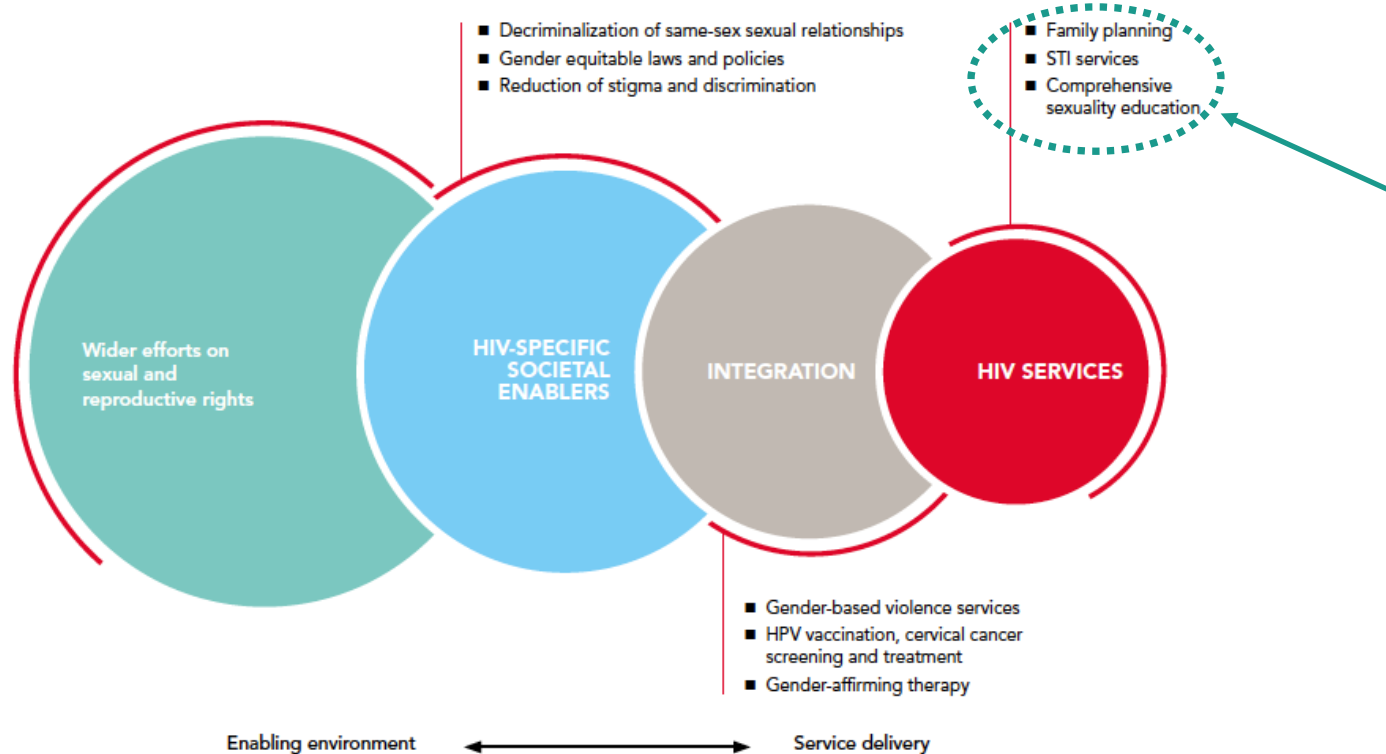 ■ Decriminalization of same-sex sexual relationships
■ Gender equitable laws and policies
■ Reduction of stigma and discrimination
■ Family planning
■ STI services
■ Comprehensive
sexuality education
Wider efforts on
sexual and
reproductive rights
HIV-SPECIFIC
SOCIETAL
ENABLERS
INTEGRATION
HIV SERVICES
■ Gender-based violence services
■ HPV vaccination, cervical cancer
screening and treatment
■ Gender-affirming therapy
Enabling environment
Service delivery